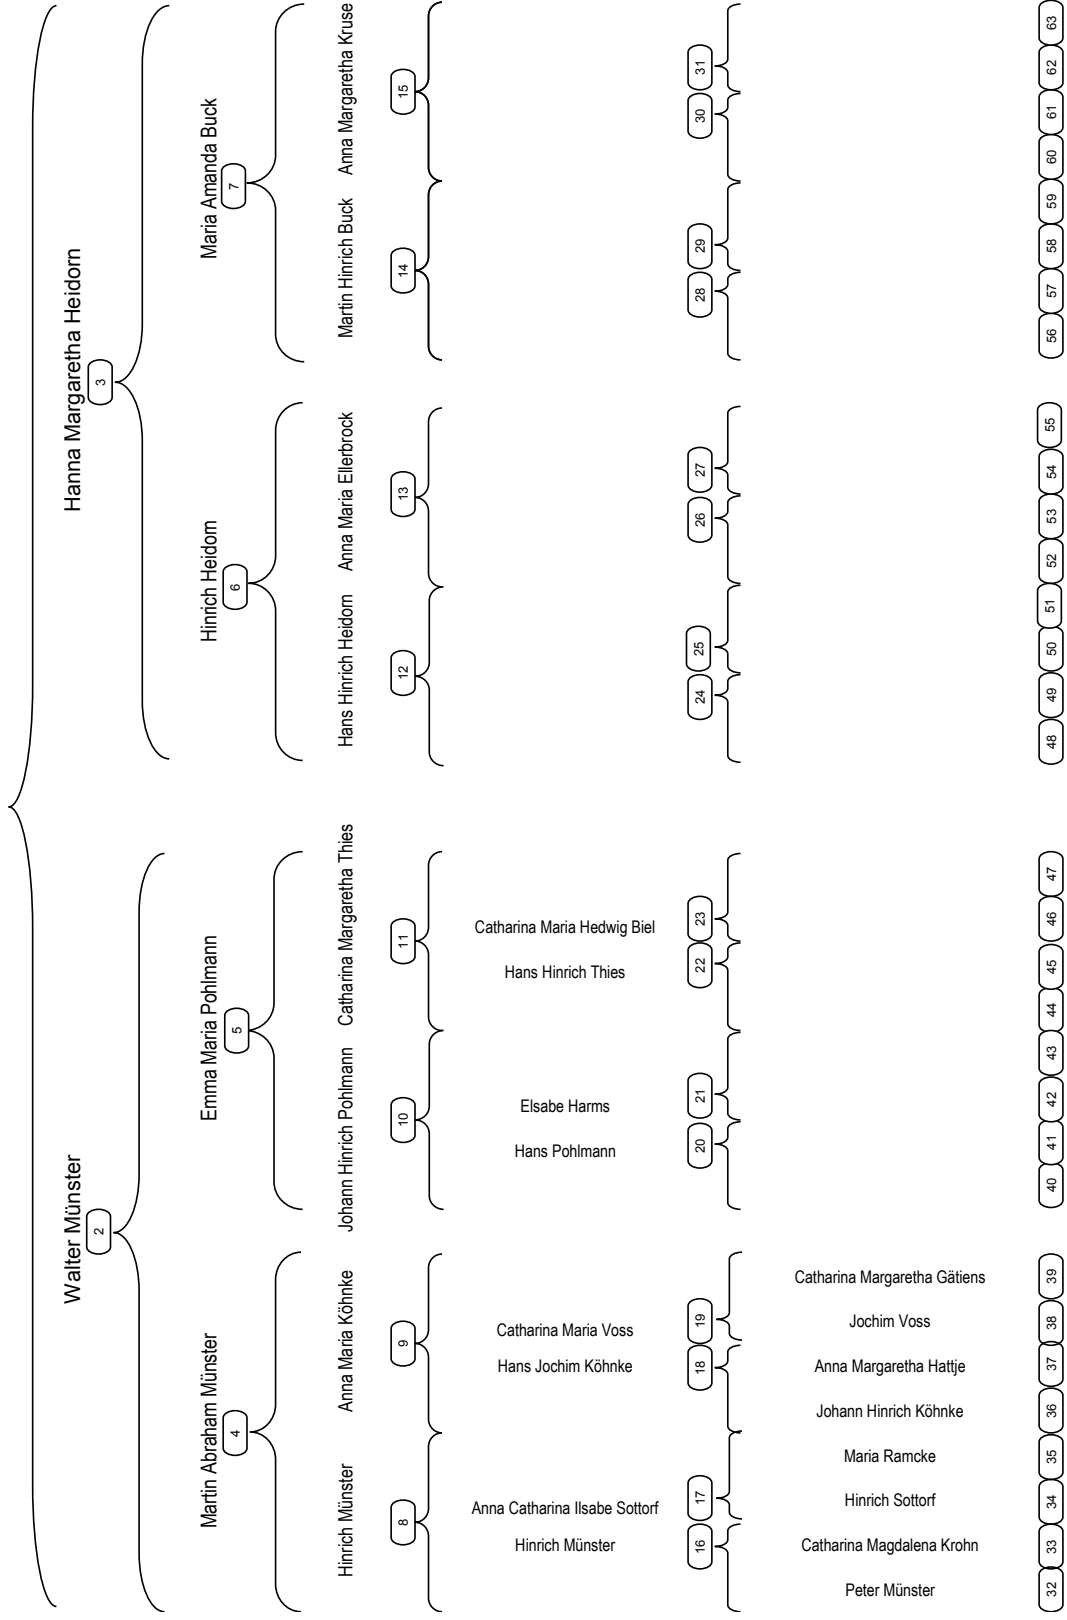 Hanna Margaretha Heidorn
3
Walter Münster
2
Maria Amanda Buck
7
Hinrich Heidorn
6
Emma Maria Pohlmann
5
Martin Abraham Münster
4
Anna Margaretha Kruse
15
Martin Hinrich Buck
14
Anna Maria Ellerbrock
13
Hans Hinrich Heidorn
12
Catharina Margaretha Thies
11
Johann Hinrich Pohlmann
10
Anna Maria Köhnke
9
Hinrich Münster
8
31
30
29
28
27
26
25
24
Catharina Maria Hedwig Biel
23
Hans Hinrich Thies
22
Elsabe Harms
21
Hans Pohlmann
20
Catharina Maria Voss
19
Hans Jochim Köhnke
18
Anna Catharina Ilsabe Sottorf
17
Hinrich Münster
16
63
62
61
60
59
58
57
56
55
54
53
52
51
50
49
48
47
46
45
44
43
42
41
40
Catharina Margaretha Gätiens
39
Jochim Voss
38
Anna Margaretha Hattje
37
Johann Hinrich Köhnke
36
Maria Ramcke
35
Hinrich Sottorf
34
Catharina Magdalena Krohn
33
Peter Münster
32